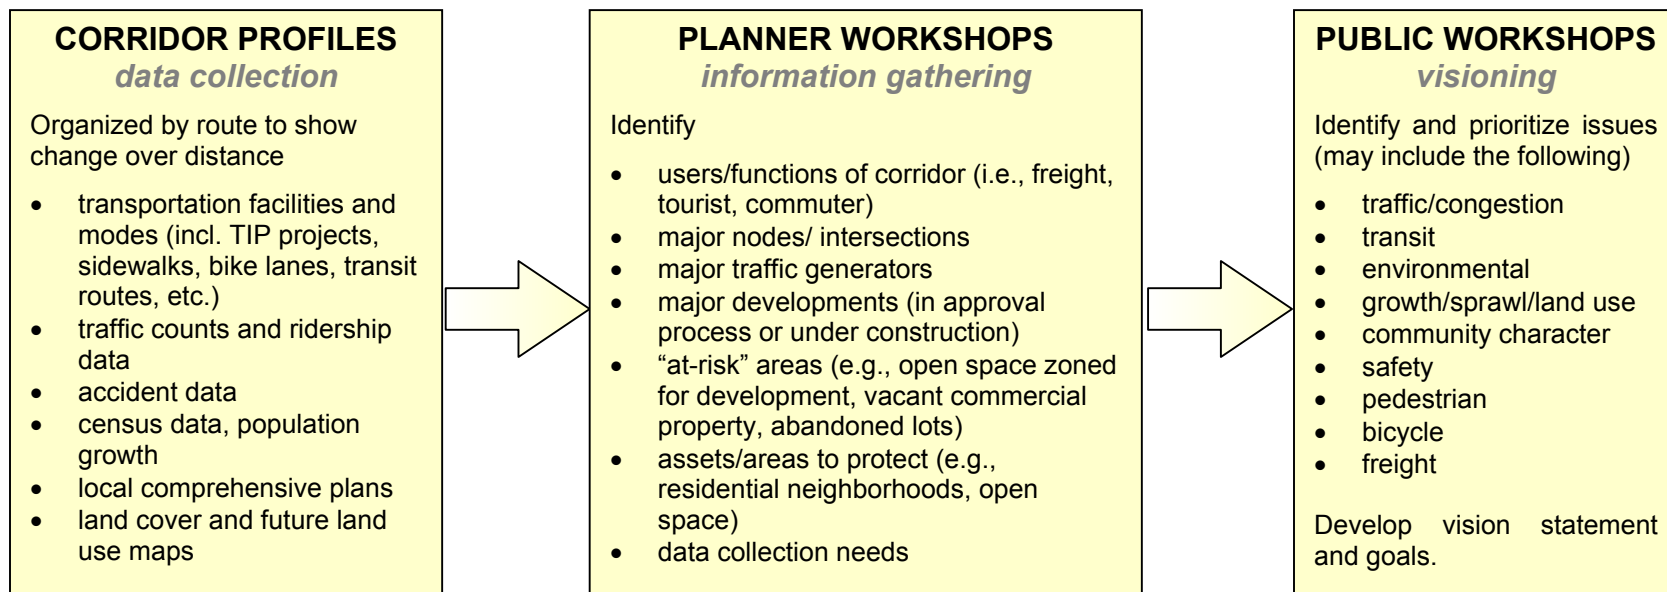 CORRIDOR PROFILES
data collection
Organized by route to show
change over distance
• transportation facilities and
modes (incl. TIP projects,
sidewalks, bike lanes, transit
routes, etc.)
• traffic counts and ridership
data
• accident data
• census data, population
growth
• local comprehensive plans
• land cover and future land
use maps
PLANNER WORKSHOPS
information gathering
Identify
• users/functions of corridor (i.e., freight,
tourist, commuter)
• major nodes/ intersections
• major traffic generators
• major developments (in approval
process or under construction)
• “at-risk” areas (e.g., open space zoned
for development, vacant commercial
property, abandoned lots)
• assets/areas to protect (e.g.,
residential neighborhoods, open
space)
• data collection needs
PUBLIC WORKSHOPS
visioning
Identify and prioritize issues
(may include the following)
• traffic/congestion
• transit
• environmental
• growth/sprawl/land use
• community character
• safety
• pedestrian
• bicycle
• freight
Develop vision statement
and goals.